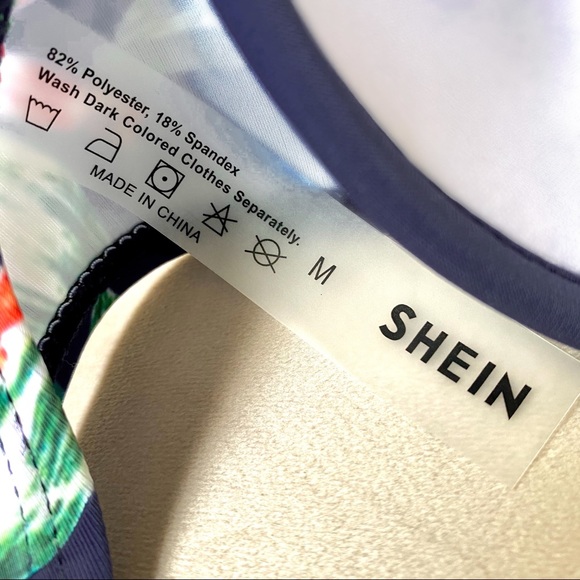 82% Polyester, 18% Spandex
Wash Dark Colored Clothes Separately.
MADE IN CHINA
M
SHEIN